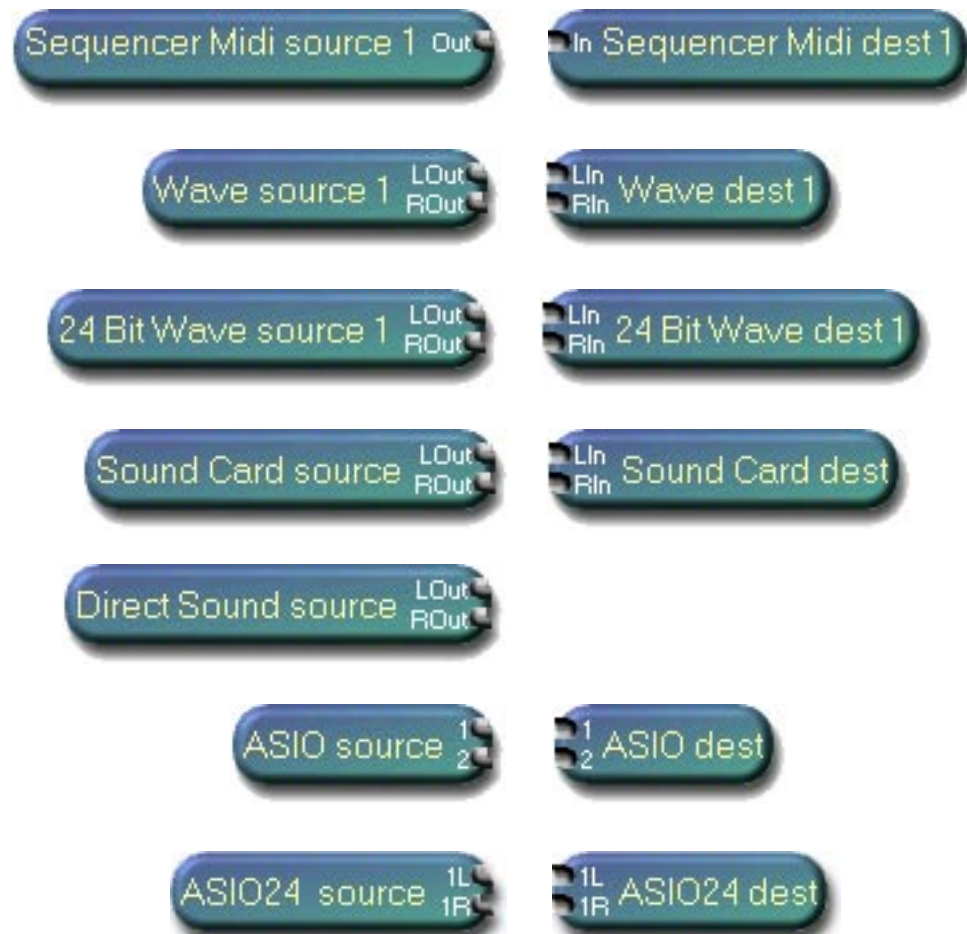 Sequencer Midi source 1 Out
In Sequencer Midi dest 1
Wave source 1 LOut
ROut
LIn
RIn Wave dest 1
24 Bit Wave source 1 LOut
ROut
LIn
RIn 24 Bit Wave dest 1
Sound Card source LOut
ROut
LIn
RIn Sound Card dest
Direct Sound source LOut
ROut
ASIO source 1
2
1
2 ASIO dest
ASIO24 source 1L
1R
1L
1R ASIO24 dest